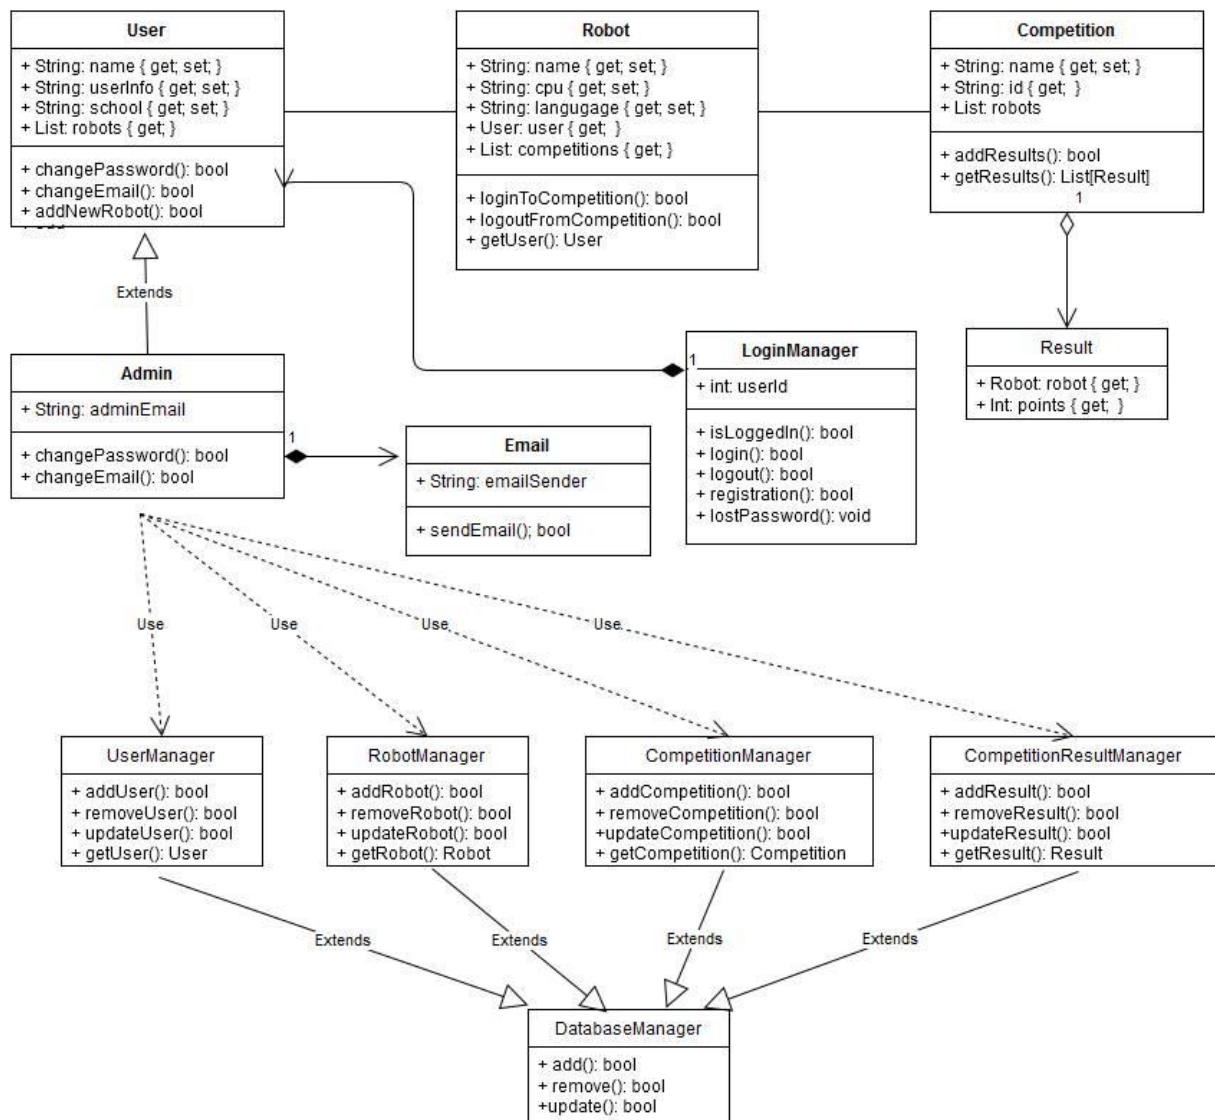 User
+ String: name { get; set; }
+ String: userInfo { get; set; }
+ String: school { get; set; }
+ List: robots { get; }
+ changePassword(): bool
+ changeEmail(): bool
+ addNewRobot(): bool
Robot
+ String: name { get; set; }
+ String: cpu { get; set; }
+ String: langugage { get; set; }
+ User: user { get;  }
+ List: competitions { get; }
+ loginToCompetition(): bool
+ logoutFromCompetition(): bool
+ getUser(): User
Competition
+ String: name { get; set; }
+ String: id { get;  }
+ List: robots
+ addResults(): bool
+ getResults(): List[Result]
1
Extends
Admin
+ String: adminEmail
+ changePassword(): bool
+ changeEmail(): bool
1
Email
+ String: emailSender
+ sendEmail(); bool
1
LoginManager
+ int: userId
+ isLoggedIn(): bool
+ login(): bool
+ logout(): bool
+ registration(): bool
+ lostPassword(): void
Result
+ Robot: robot { get; }
+ Int: points { get;  }
Use
Use
Use
Use
UserManager
+ addUser(): bool
+ removeUser(): bool
+ updateUser(): bool
+ getUser(): User
RobotManager
+ addRobot(): bool
+ removeRobot(): bool
+ updateRobot(): bool
+ getRobot(): Robot
CompetitionManager
+ addCompetition(): bool
+ removeCompetition(): bool
+updateCompetition(): bool
+ getCompetition(): Competition
CompetitionResultManager
+ addResult(): bool
+ removeResult(): bool
+updateResult(): bool
+ getResult(): Result
Extends
Extends
Extends
Extends
DatabaseManager
+ add(): bool
+ remove(): bool
+update(): bool